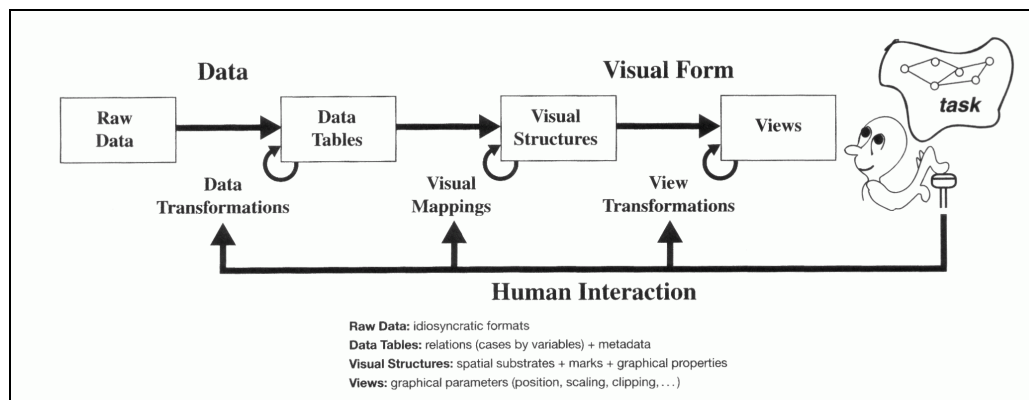 Data
Visual Form
task
Raw
Data
Data
Tables
Visual
Structures
Views
Data
Transformations
Visual
Mappings
View
Transformations
Human Interaction
Raw Data: idiosyncratic formats
Data Tables: relations (cases by variables) + metadata
Visual Structures: spatial substrates + marks + graphical properties
Views: graphical parameters (position, scaling, clipping, . . . )